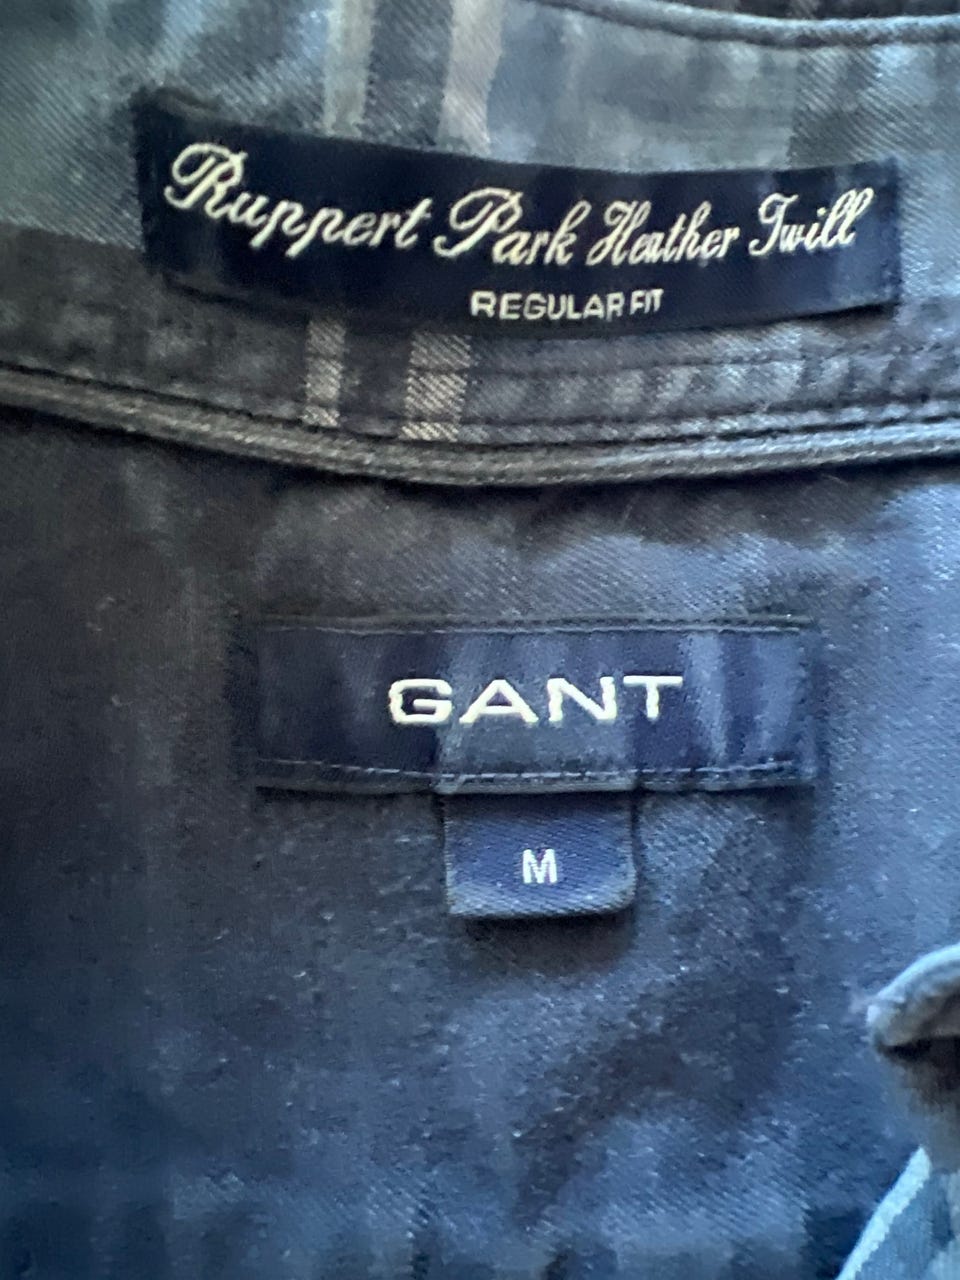 Ruppert Park Heather Twill
REGULAR FIT
GANT
M